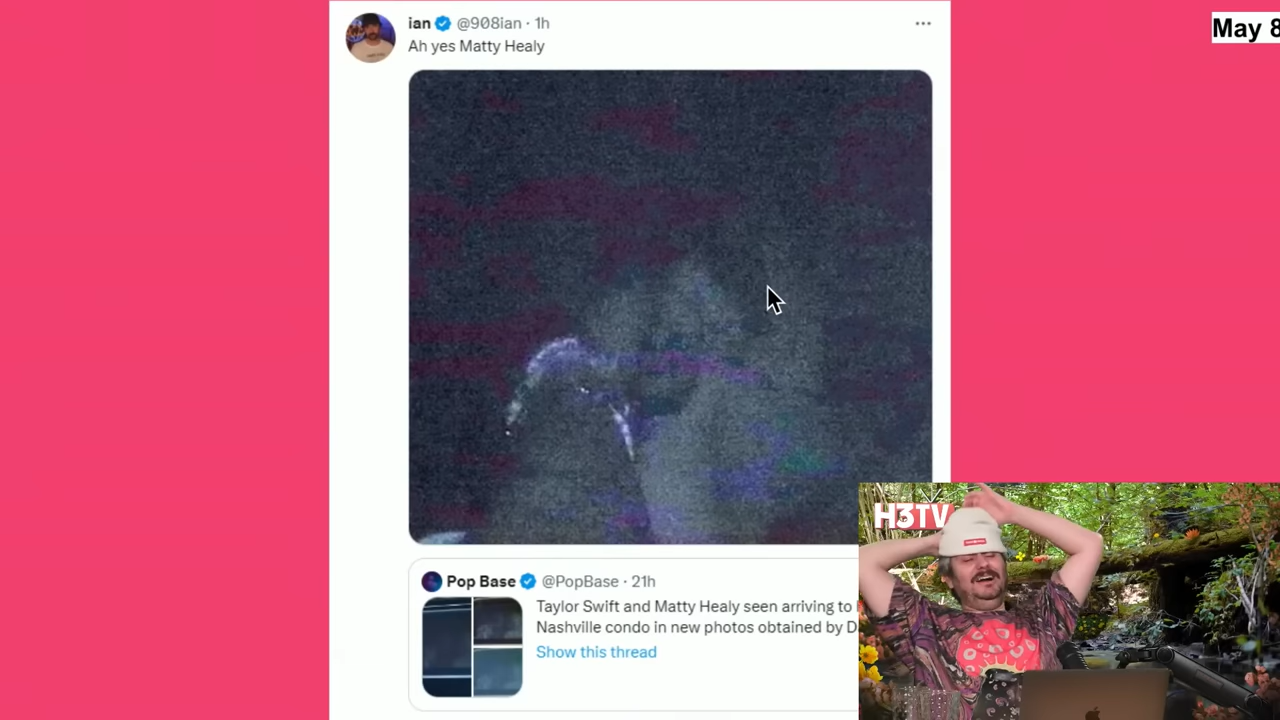 ian @908ian · 1h
May 8
Ah yes Matty Healy
H3TV
Pop Base @PopBase · 21h
Taylor Swift and Matty Healy seen arriving to
Nashville condo in new photos obtained by D
Show this thread